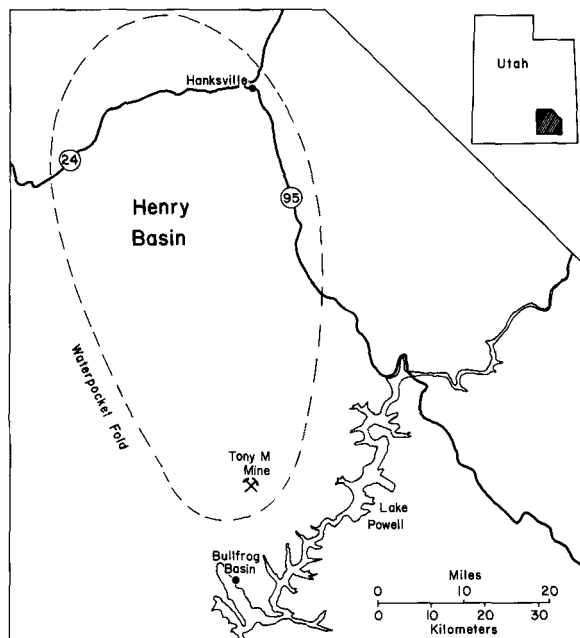 Utah
Hanksville
24
95
Henry
Basin
Waterpocket Fold
Tony M
Mine
Lake
Powell
Bullfrog
Basin
Miles
0 10 20
0 10 20 30
Kilometers